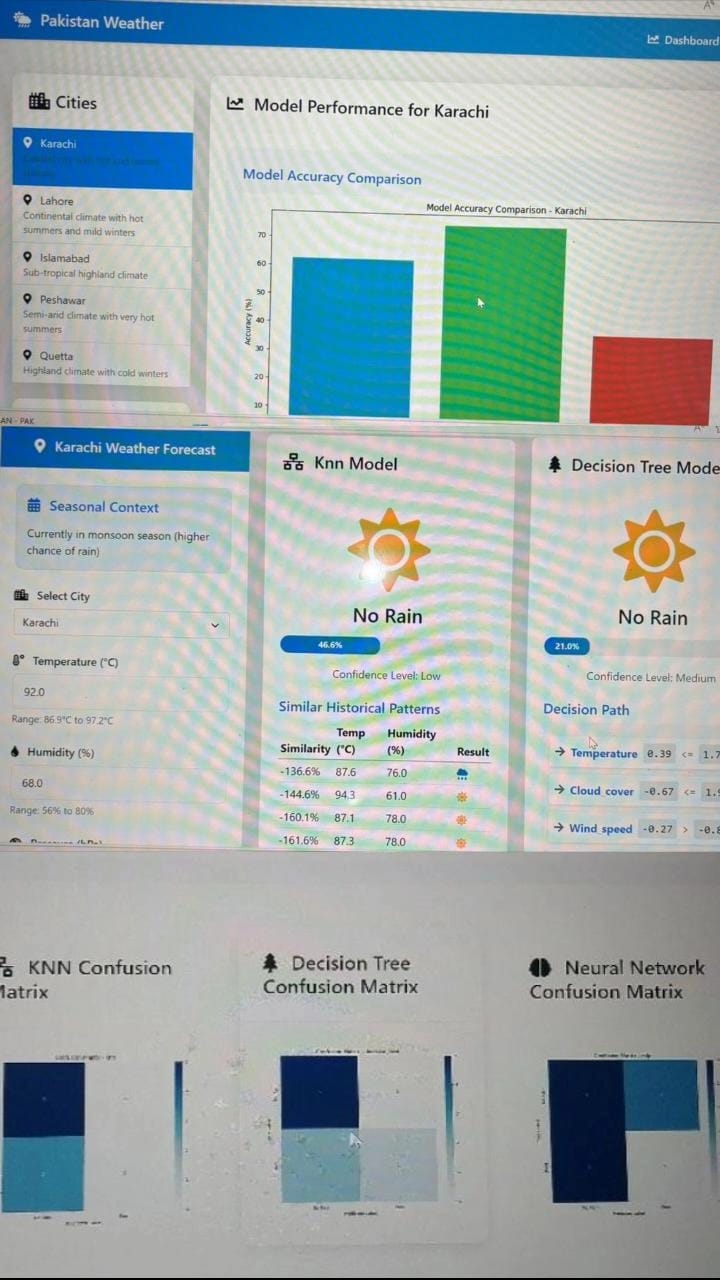 Pakistan Weather
Dashboard
Cities
Karachi
Lahore
Continental climate with hot
summers and mild winters
Islamabad
Sub-tropical highland climate
Peshawar
Semi-arid climate with very hot
summers
Quetta
Highland climate with cold winters
Model Performance for Karachi
Model Accuracy Comparison
Model Accuracy Comparison - Karachi
Accuracy (%)
70
60
50
40
30
20
10
AN - PAK
Karachi Weather Forecast
Seasonal Context
Currently in monsoon season (higher
chance of rain)
Select City
Karachi
Temperature (°C)
92.0
Range: 86.9°C to 97.2°C
Humidity (%)
68.0
Range: 56% to 80%
Knn Model
No Rain
46.6%
Confidence Level: Low
Similar Historical Patterns
Similarity Temp (°C) Humidity (%) Result
-136.6% 87.6 76.0
-144.6% 94.3 61.0
-160.1% 87.1 78.0
-161.6% 87.3 78.0
Decision Tree Mode
No Rain
21.0%
Confidence Level: Medium
Decision Path
→ Temperature 0.39 <= 1.7
→ Cloud_cover -0.67 <= 1.9
→ Wind_speed -0.27 > -0.8
KNN Confusion
Matrix
Decision Tree
Confusion Matrix
Neural Network
Confusion Matrix